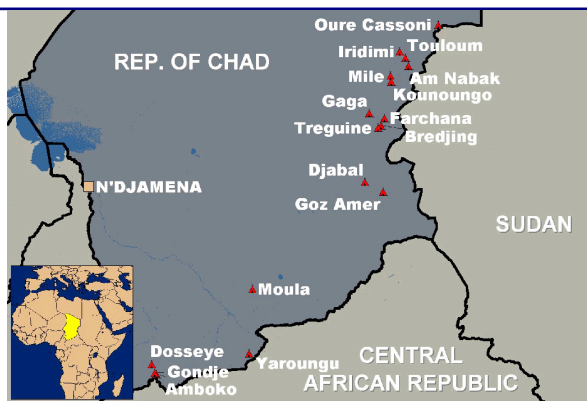 Oure Cassoni
Iridimi
Touloum
REP. OF CHAD
Mile
Am Nabak
Kounoungo
Gaga
Farchana
Treguine
Bredjing
Djabal
N'DJAMENA
Goz Amer
SUDAN
Moula
Dosseye
Yaroungu
Gondje
Amboko
CENTRAL
AFRICAN REPUBLIC